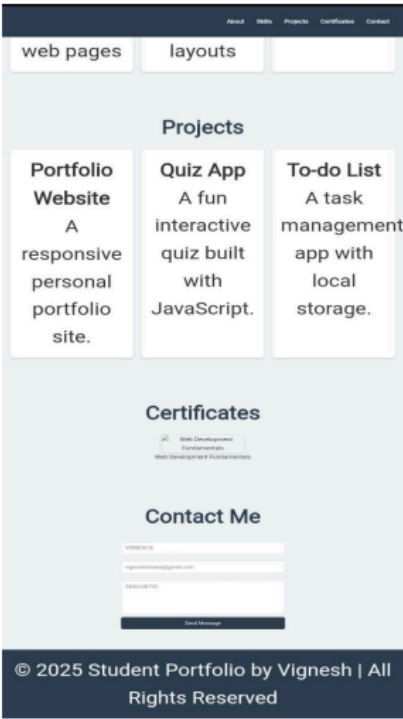 About Skills Projects Certificates Contact
web pages layouts
Projects
Portfolio
Website
A
responsive
personal
portfolio
site.
Quiz App
A fun
interactive
quiz built
with
JavaScript.
To-do List
A task
management
app with
local
storage.
Certificates
Web Development
Fundamentals
Web Development Fundamentals
Contact Me
VIGNESH D
Send Message
© 2025 Student Portfolio by Vignesh | All
Rights Reserved